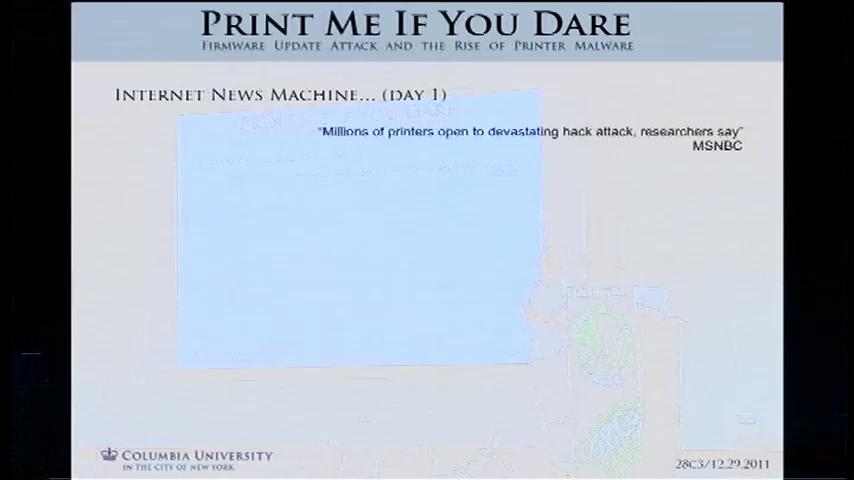 PRINT ME IF YOU DARE
FIRMWARE UPDATE ATTACK AND THE RISE OF PRINTER MALWARE
INTERNET NEWS MACHINE... (DAY 1)
"Millions of printers open to devastating hack attack, researchers say"
MSNBC
COLUMBIA UNIVERSITY
IN THE CITY OF NEW YORK
28C3/12.29.2011